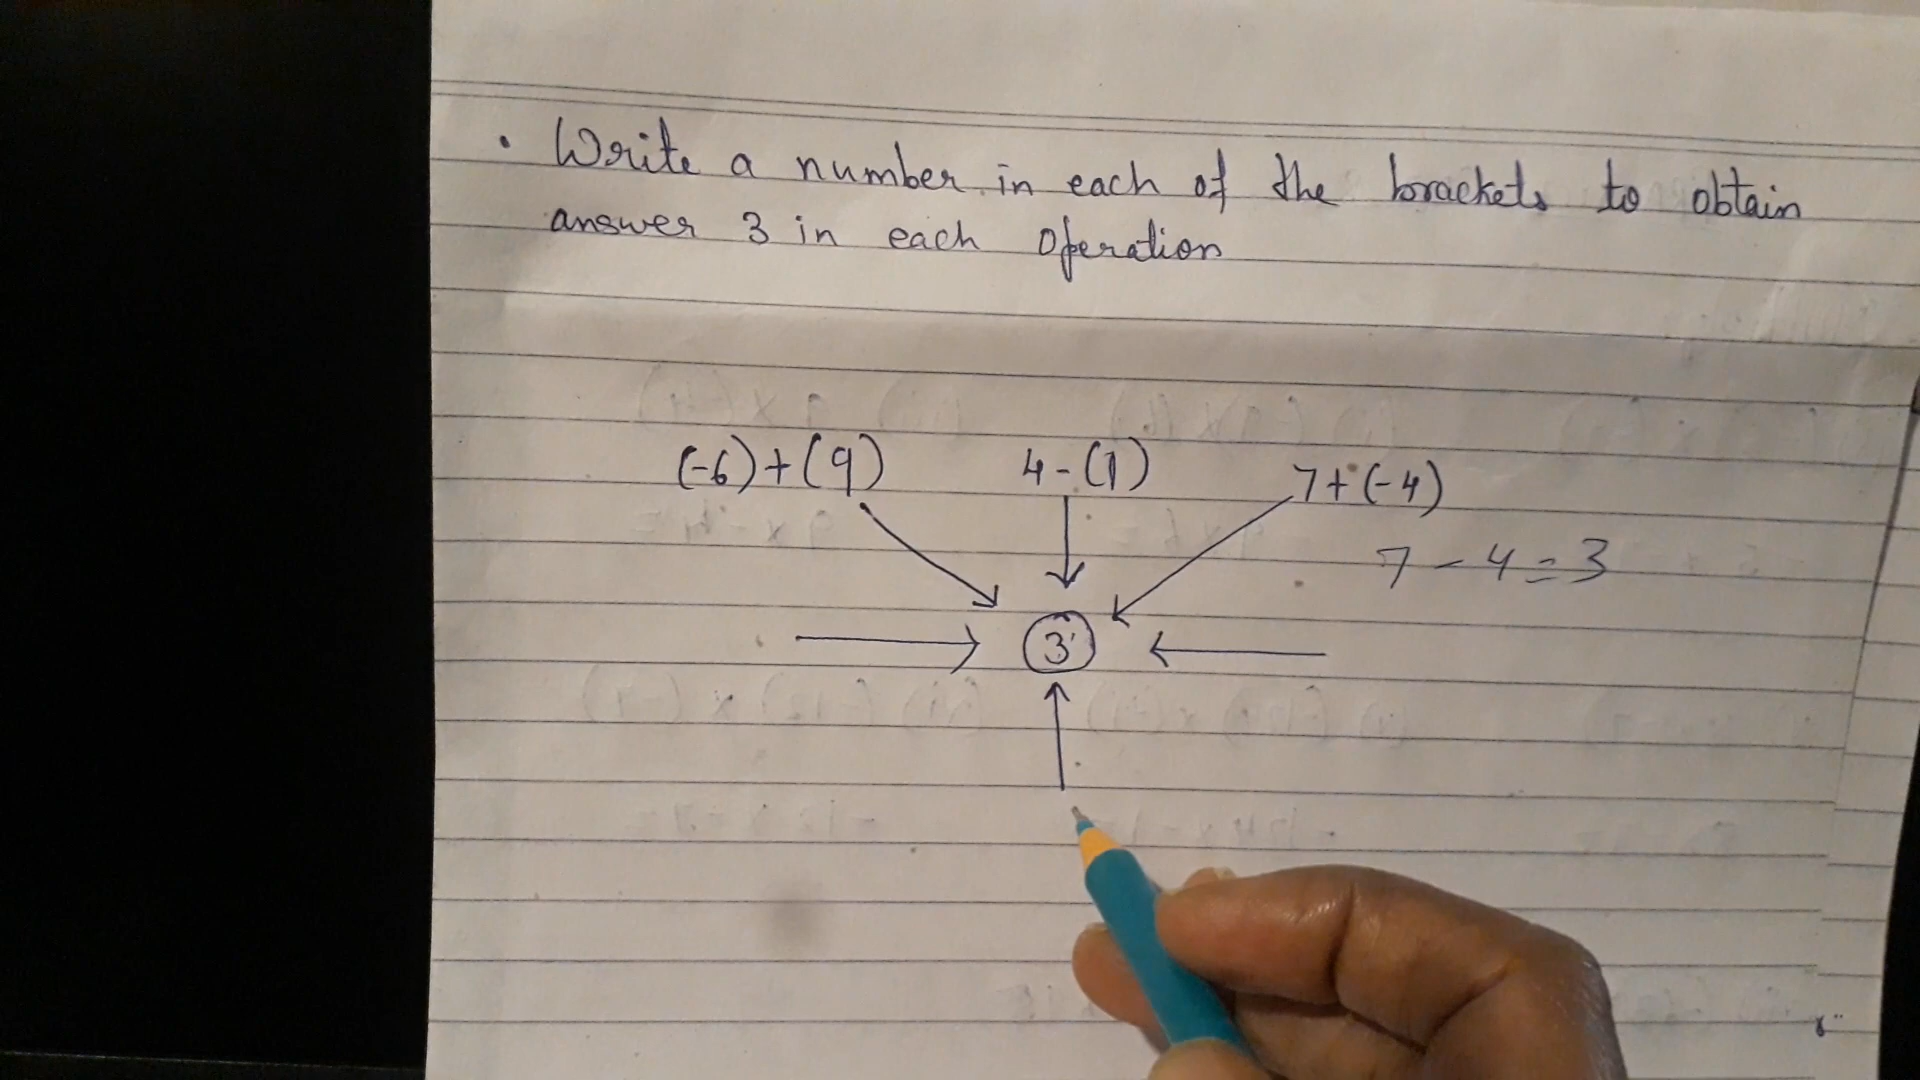 • Write a number in each of the brackets to obtain
answer 3 in each operation
(-6)+(9) 4-(1) 7+(-4)
7-4=3
3